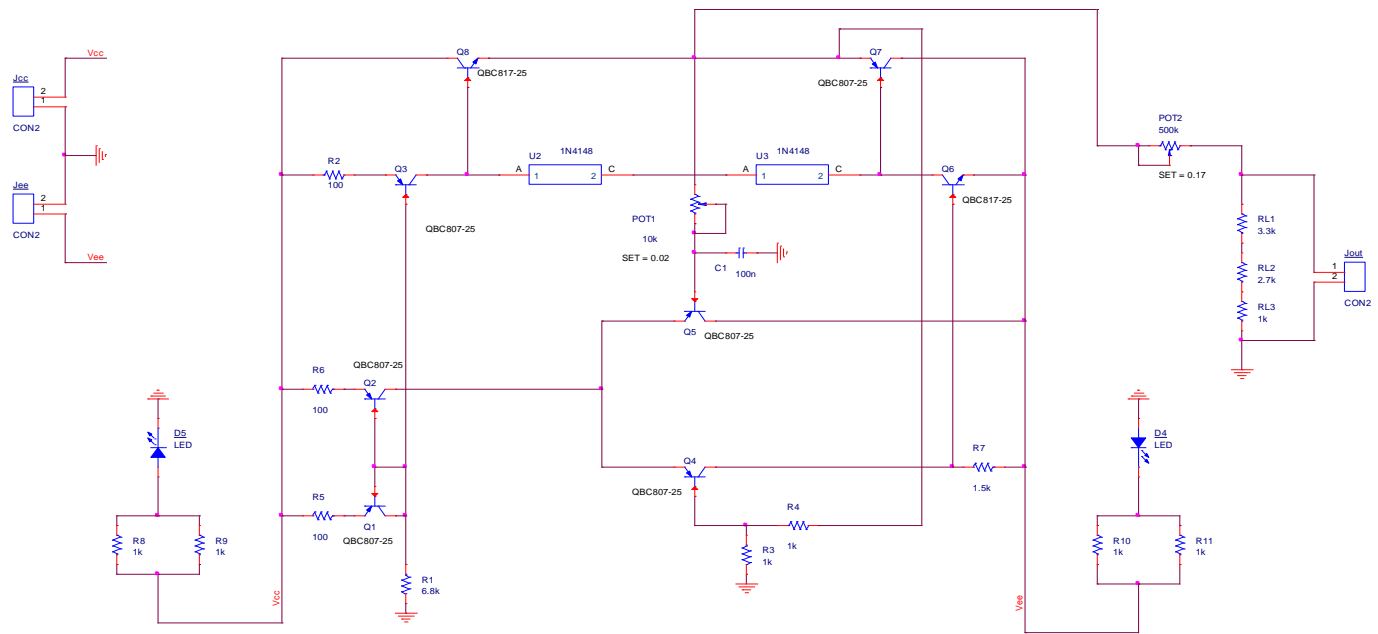 Vcc
Jcc
2
1
CON2
Jee
2
1
CON2
Vee
Q8
QBC817-25
Q7
QBC807-25
R2
100
Q3
QBC807-25
U2
1N4148
A
1
2
C
U3
1N4148
A
1
2
C
Q6
QBC817-25
POT2
500k
SET = 0.17
POT1
10k
SET = 0.02
C1
100n
RL1
3.3k
RL2
2.7k
RL3
1k
Jout
1
2
CON2
Q5
QBC807-25
QBC807-25
R6
Q2
100
D5
LED
D4
LED
Q4
QBC807-25
R7
1.5k
R5
100
Q1
QBC807-25
R4
1k
R3
1k
R8
1k
R9
1k
R10
1k
R11
1k
R1
6.8k
Vcc
Vee